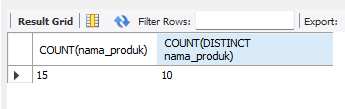 Result Grid Filter Rows: Export:
COUNT(nama_produk) COUNT(DISTINCT
nama_produk)
15 10